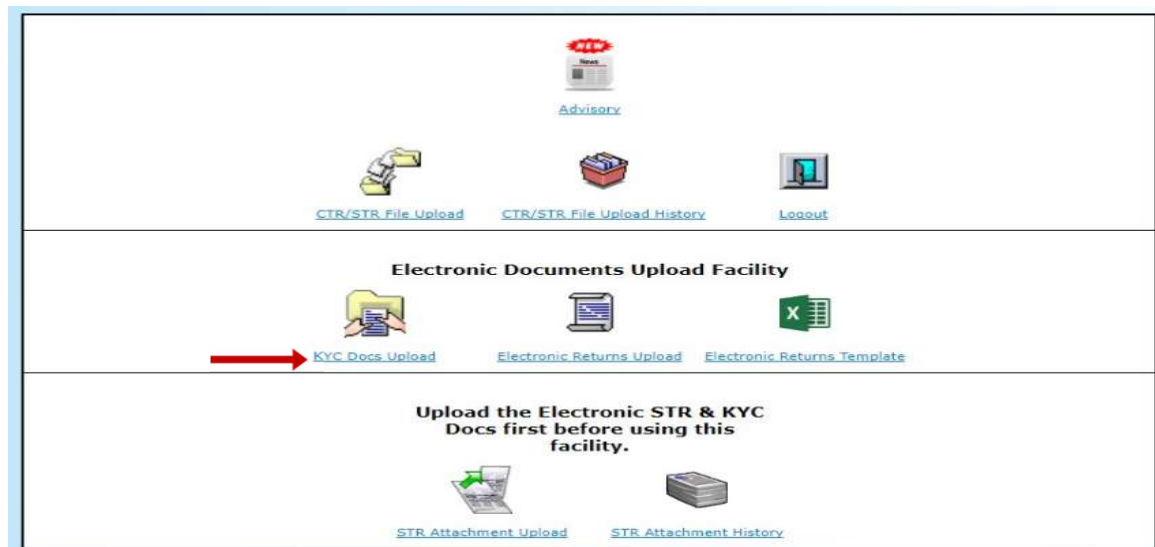 NEW
News
Advisory
CTR/STR File Upload CTR/STR File Upload History Logout
Electronic Documents Upload Facility
KYC Docs Upload Electronic Returns Upload Electronic Returns Template
Upload the Electronic STR & KYC
Docs first before using this
facility.
STR Attachment Upload STR Attachment History